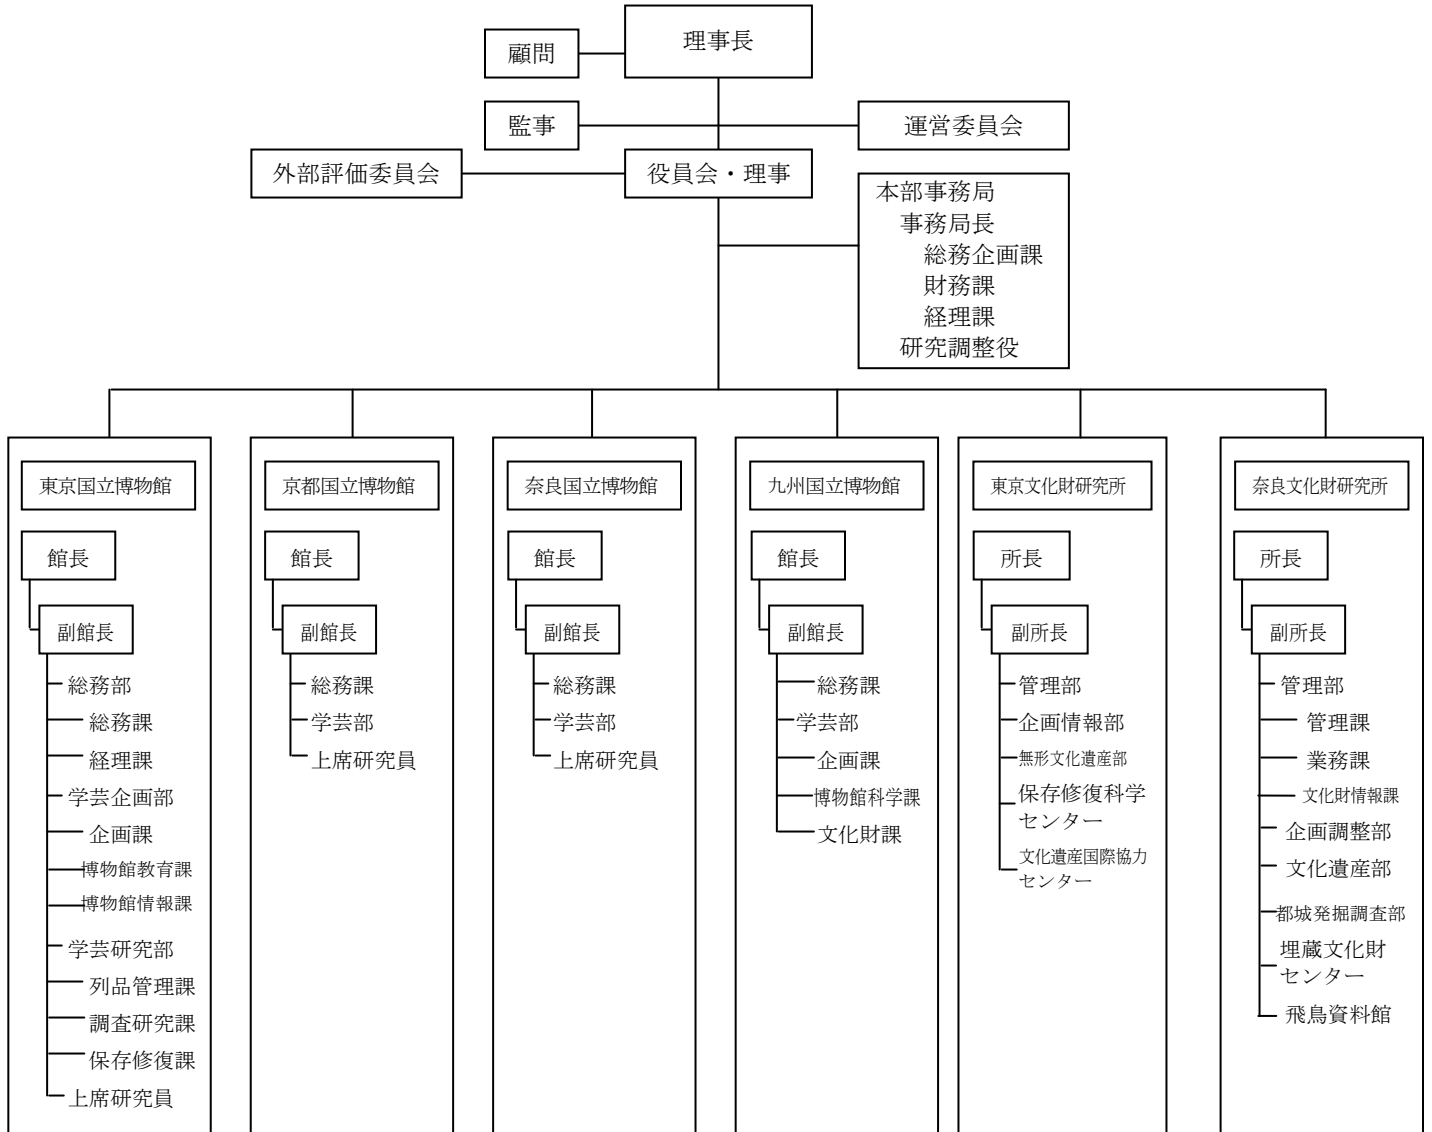 理事長
顧問
監事
運営委員会
外部評価委員会
役員会・理事
本部事務局
事務局長
総務企画課
財務課
経理課
研究調整役
東京国立博物館
館長
副館長
総務部
総務課
経理課
学芸企画部
企画課
博物館教育課
博物館情報課
学芸研究部
列品管理課
調査研究課
保存修復課
上席研究員
京都国立博物館
館長
副館長
総務課
学芸部
上席研究員
奈良国立博物館
館長
副館長
総務課
学芸部
上席研究員
九州国立博物館
館長
副館長
総務課
学芸部
企画課
博物館科学課
文化財課
東京文化財研究所
所長
副所長
管理部
企画情報部
無形文化遺産部
保存修復科学
センター
文化遺産国際協力
センター
奈良文化財研究所
所長
副所長
管理部
管理課
業務課
文化財情報課
企画調整部
文化遺産部
都城発掘調査部
埋蔵文化財
センター
飛鳥資料館